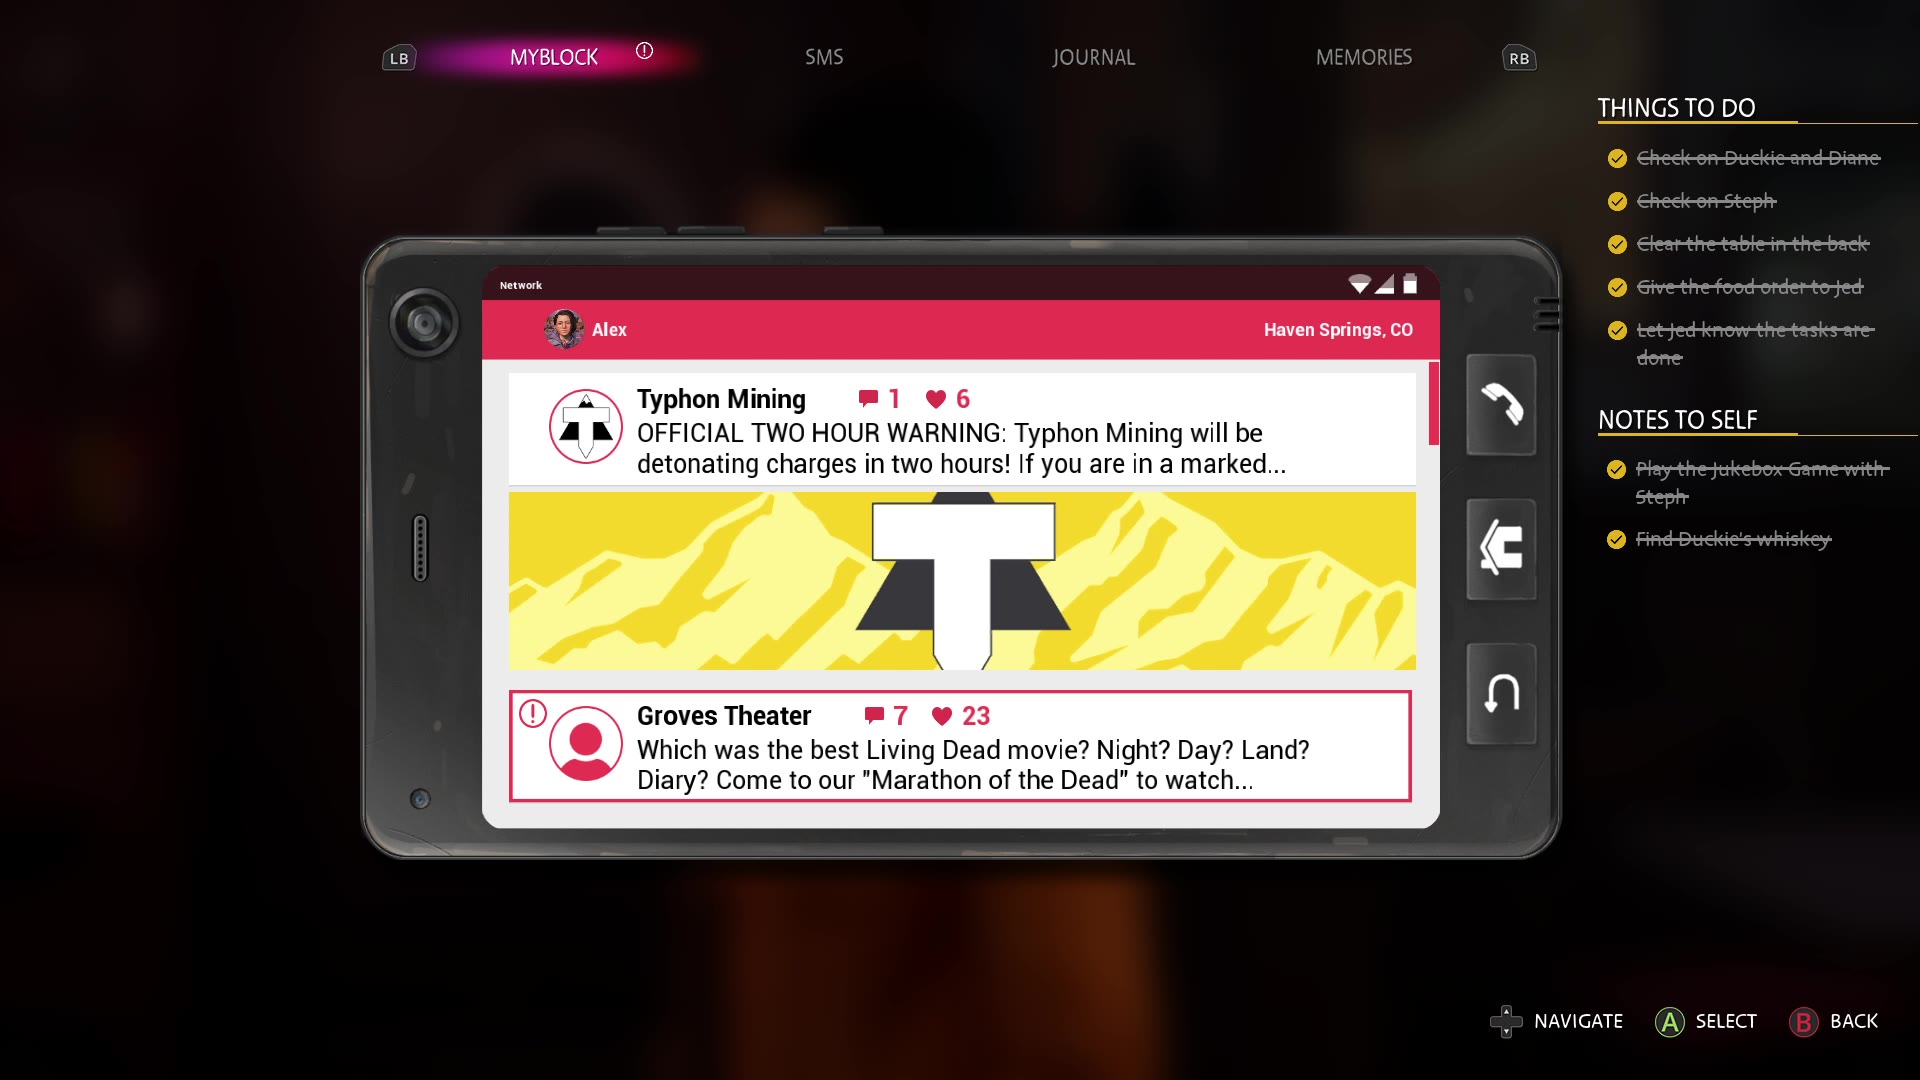 LB
MYBLOCK
SMS
JOURNAL
MEMORIES
RB
THINGS TO DO
Check on Duckie and Diane
Check on Steph
Clear the table in the back
Give the food order to Jed
Let Jed know the tasks are
done
NOTES TO SELF
Play the Jukebox Game with
Steph
Find Duckie's whiskey
Network
Alex
Haven Springs, CO
Typhon Mining 1 6
OFFICIAL TWO HOUR WARNING: Typhon Mining will be
detonating charges in two hours! If you are in a marked...
Groves Theater 7 23
Which was the best Living Dead movie? Night? Day? Land?
Diary? Come to our "Marathon of the Dead" to watch...
NAVIGATE
A SELECT
B BACK